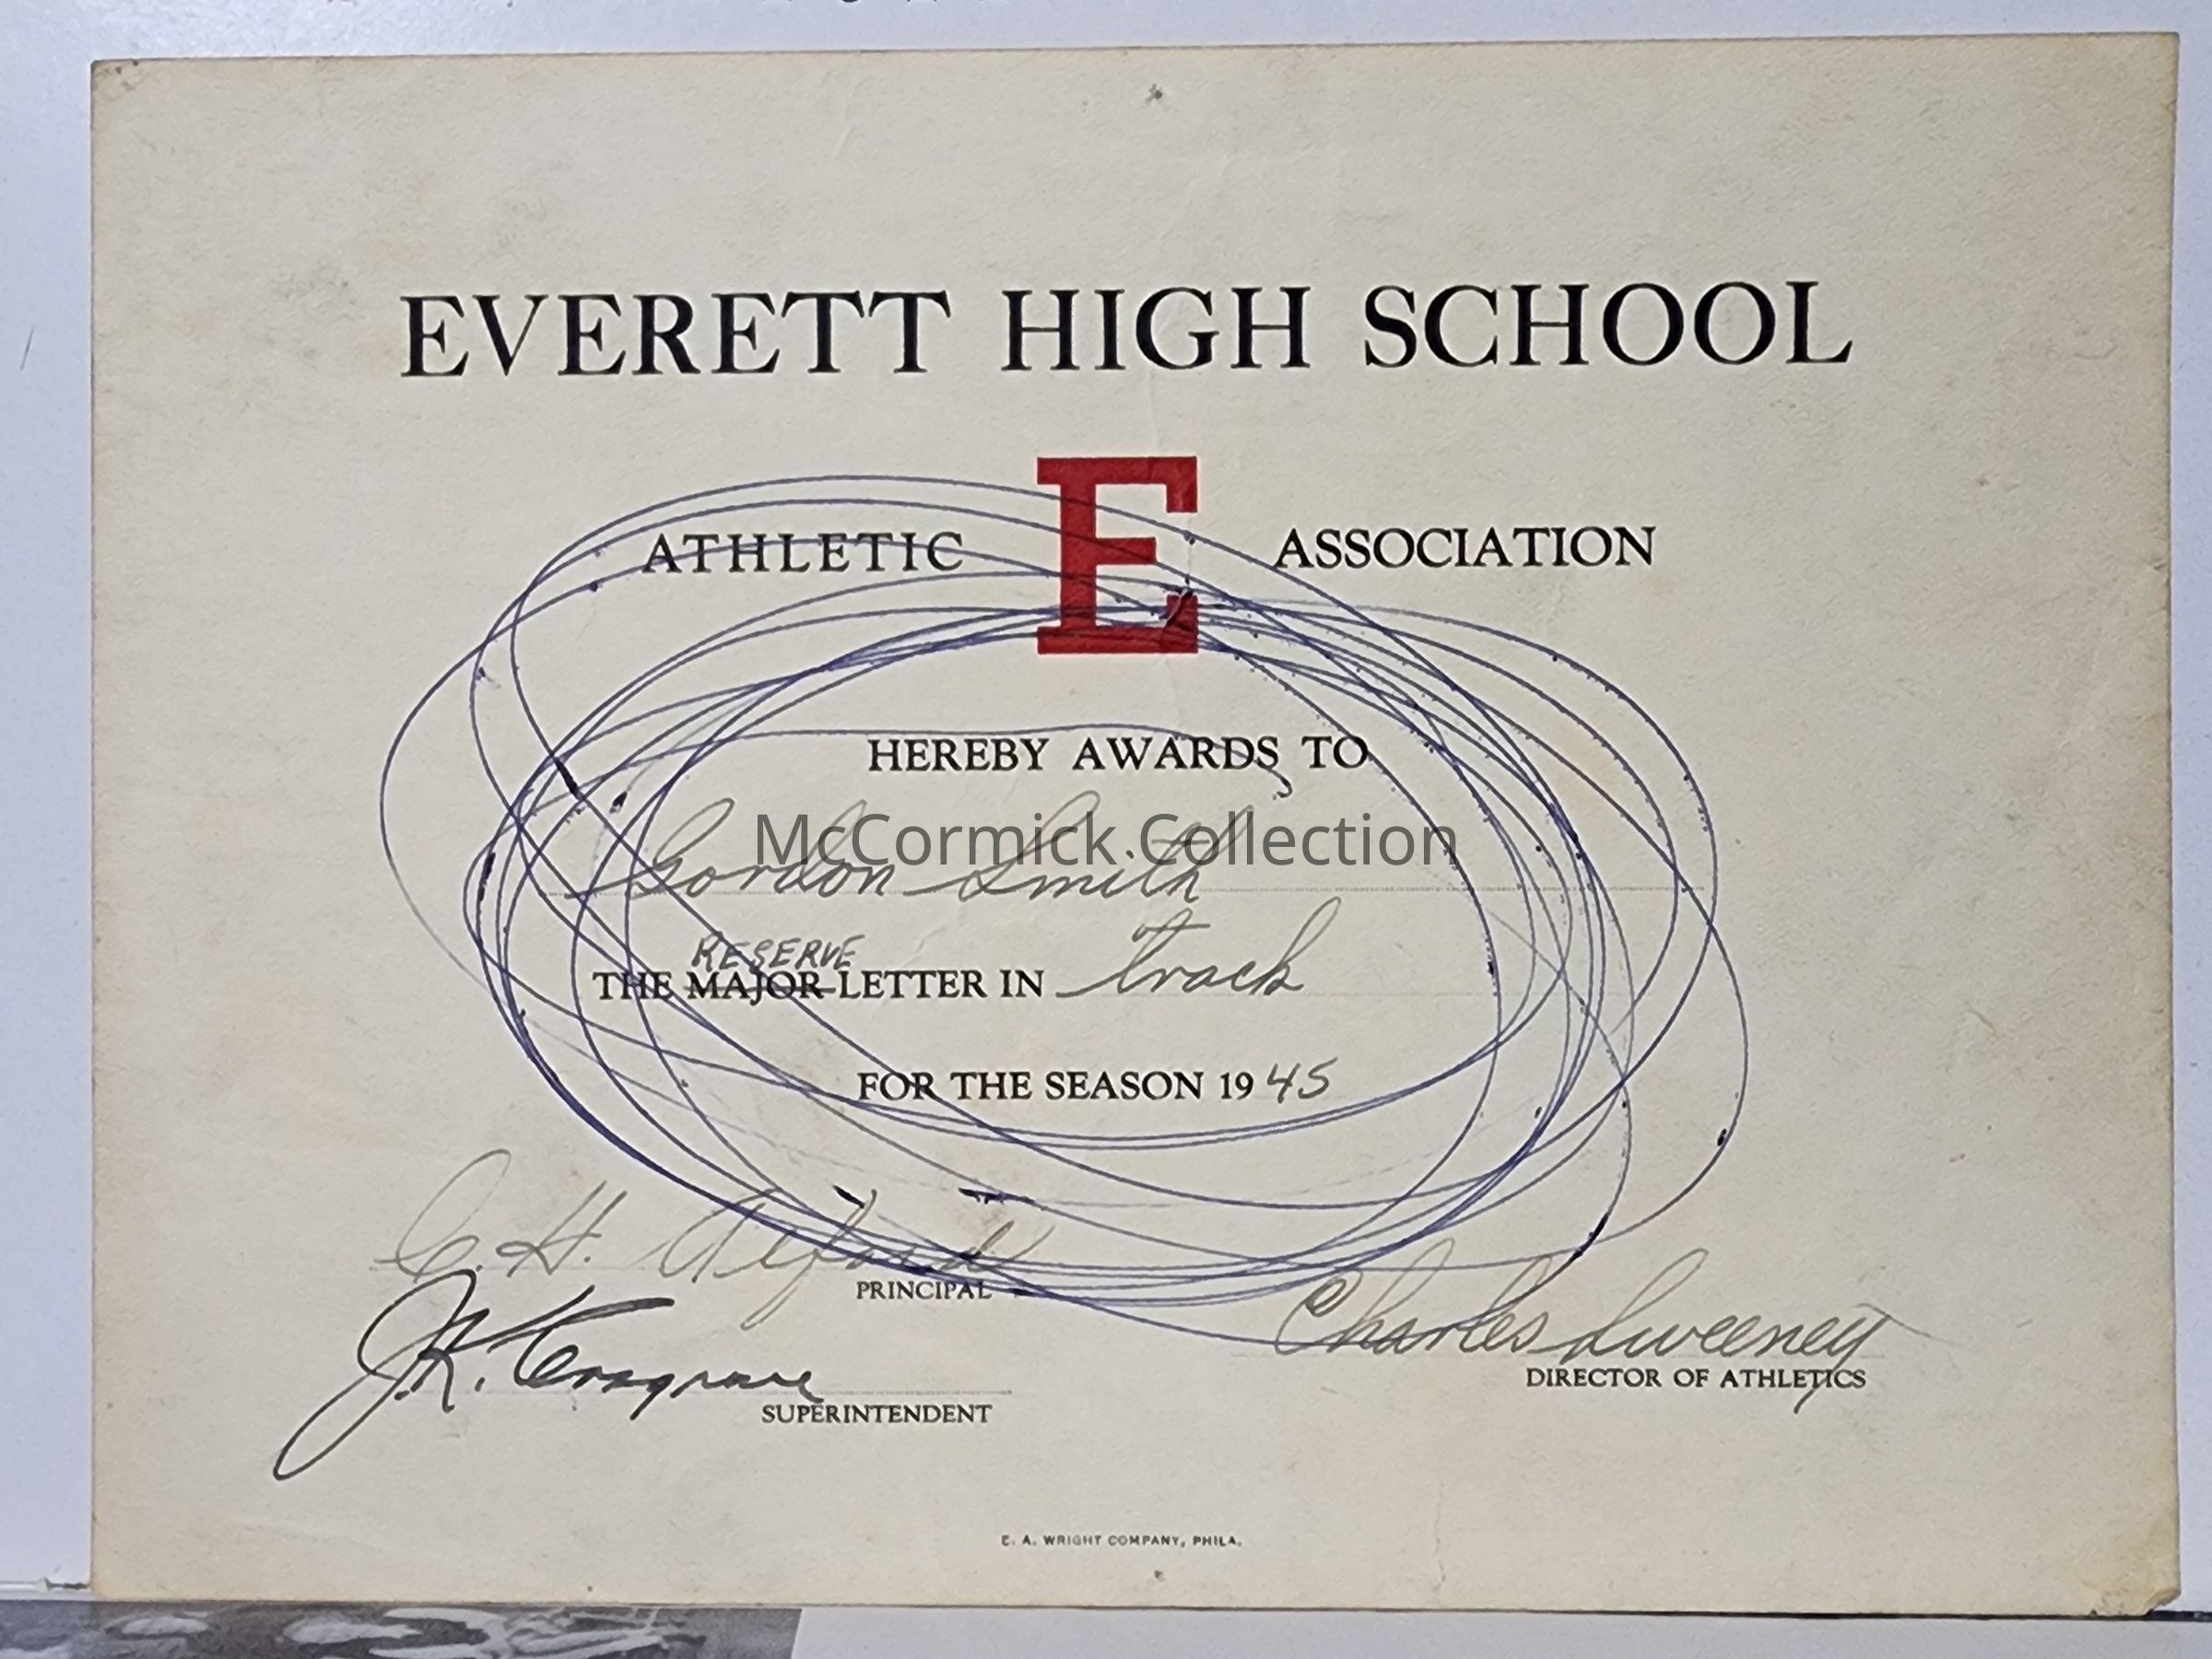 EVERETT HIGH SCHOOL
ATHLETIC E ASSOCIATION
HEREBY AWARDS TO
McCormick Collection
Gordon Smith
RESERVE
THE MAJOR LETTER IN track
FOR THE SEASON 1945
C. H.
PRINCIPAL
J. K. Cosgrove
SUPERINTENDENT
Charles Sweeney
DIRECTOR OF ATHLETICS
E. A. WRIGHT COMPANY, PHILA.